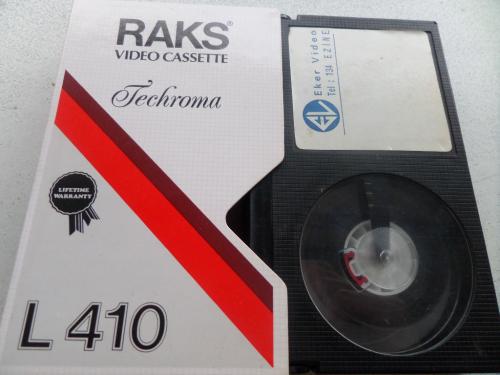 RAKS®
VIDEO CASSETTE
Techroma
LIFETIME
WARRANTY
L 410
Eker Video
Tel : 134 EZINE